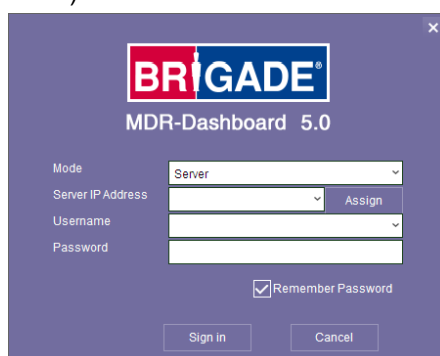 BRIGADE®
MDR-Dashboard 5.0
Mode Server
Server IP Address Assign
Username
Password
Remember Password
Sign in Cancel